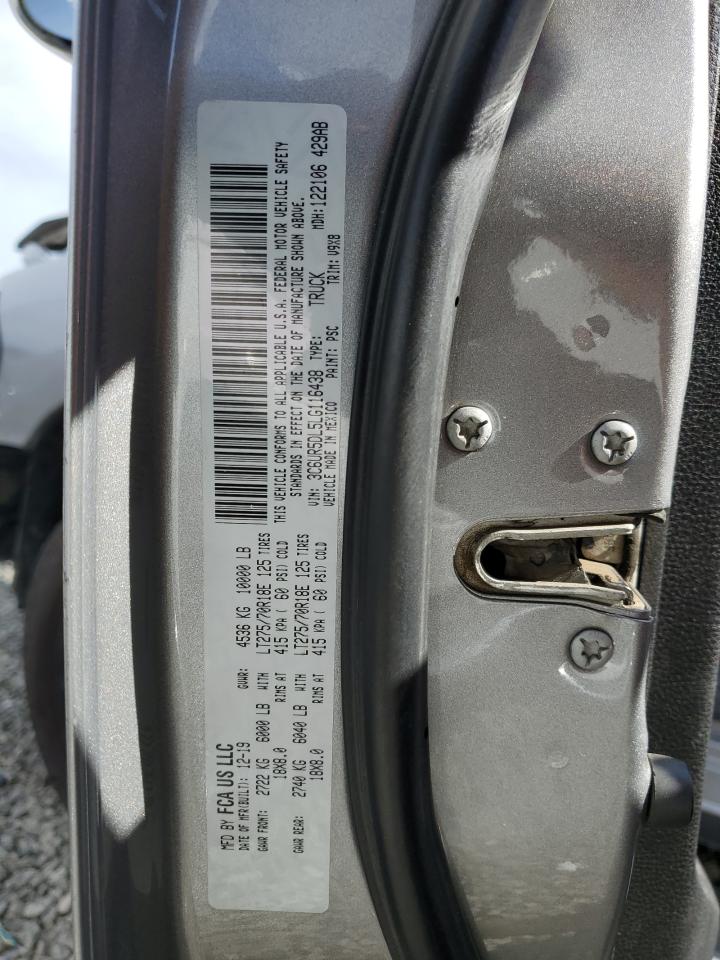 MFD BY FCA US LLC
DATE OF MFR(BUILT): 12-19 GVWR: 4536 KG 10000 LB
GAWR FRONT: 2722 KG 6000 LB WITH LT275/70R18E 125 TIRES
18X8.0 RIMS AT 415 KPA ( 60 PSI) COLD
GAWR REAR: 2740 KG 6040 LB WITH LT275/70R18E 125 TIRES
18X8.0 RIMS AT 415 KPA ( 60 PSI) COLD
THIS VEHICLE CONFORMS TO ALL APPLICABLE U.S.A. FEDERAL MOTOR VEHICLE SAFETY
STANDARDS IN EFFECT ON THE DATE OF MANUFACTURE SHOWN ABOVE.
VIN: 3C6UR5DL5LG116438 TYPE: TRUCK MDH: 122106 429AB
VEHICLE MADE IN MEXICO PAINT: PSC TRIM: V9X8